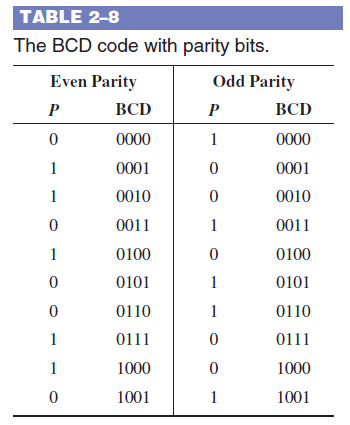 TABLE 2–8
The BCD code with parity bits.
Even Parity Odd Parity
P BCD P BCD
0 0000 1 0000
1 0001 0 0001
1 0010 0 0010
0 0011 1 0011
1 0100 0 0100
0 0101 1 0101
0 0110 1 0110
1 0111 0 0111
1 1000 0 1000
0 1001 1 1001